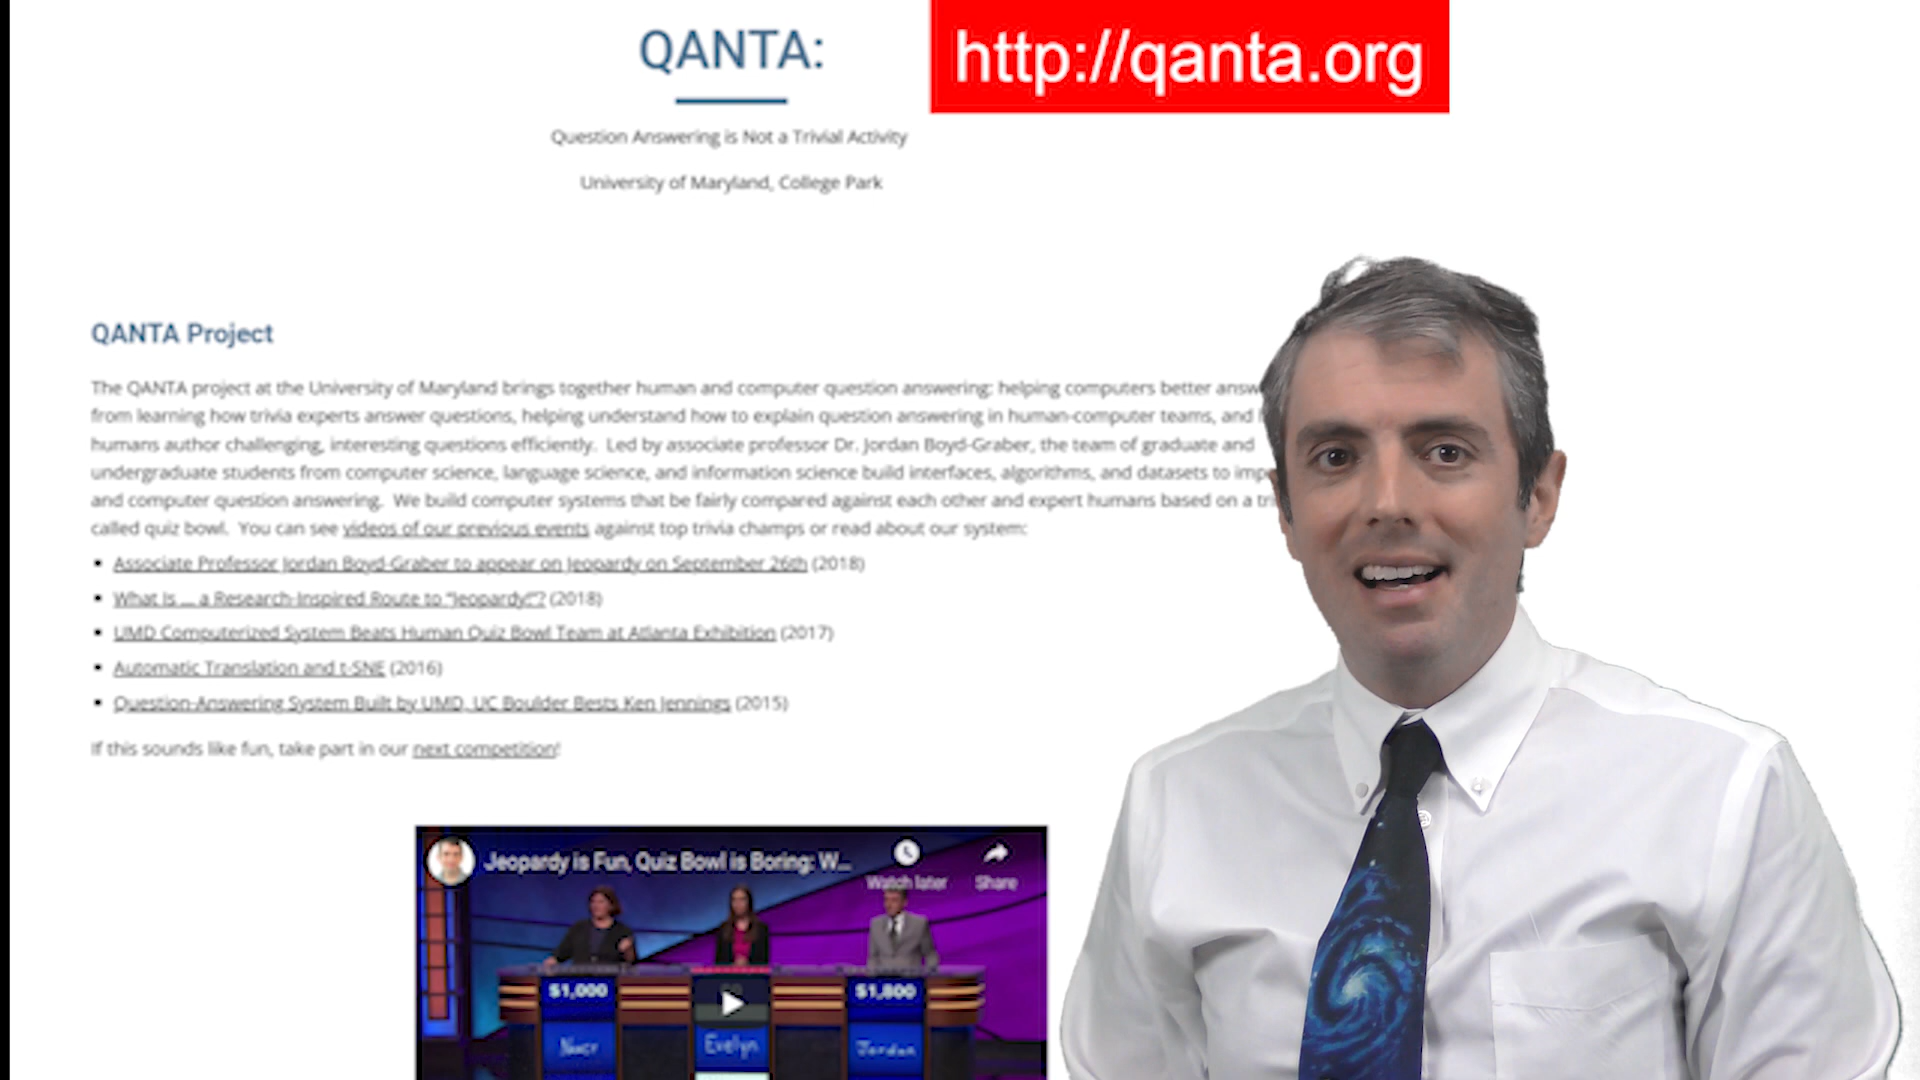 QANTA:
http://qanta.org
Question Answering is Not a Trivial Activity
University of Maryland, College Park
QANTA Project
The QANTA project at the University of Maryland brings together human and computer question answering: helping computers better answ
from learning how trivia experts answer questions, helping understand how to explain question answering in human-computer teams, and
humans author challenging, interesting questions efficiently. Led by associate professor Dr. Jordan Boyd-Graber, the team of graduate and
undergraduate students from computer science, language science, and information science build interfaces, algorithms, and datasets to imp
and computer question answering. We build computer systems that be fairly compared against each other and expert humans based on a tri
called quiz bowl. You can see videos of our previous events against top trivia champs or read about our system:
Associate Professor Jordan Boyd-Graber to appear on Jeopardy on September 26th (2018)
What Is ... a Research-Inspired Route to "Jeopardy!"? (2018)
UMD Computerized System Beats Human Quiz Bowl Team at Atlanta Exhibition (2017)
Automatic Translation and t-SNE (2016)
Question-Answering System Built by UMD, UC Boulder Bests Ken Jennings (2015)
If this sounds like fun, take part in our next competition!
Jeopardy is Fun, Quiz Bowl is Boring: W...
Watch later Share
$1,000 $1,800
Nancy Evelyn Jordan